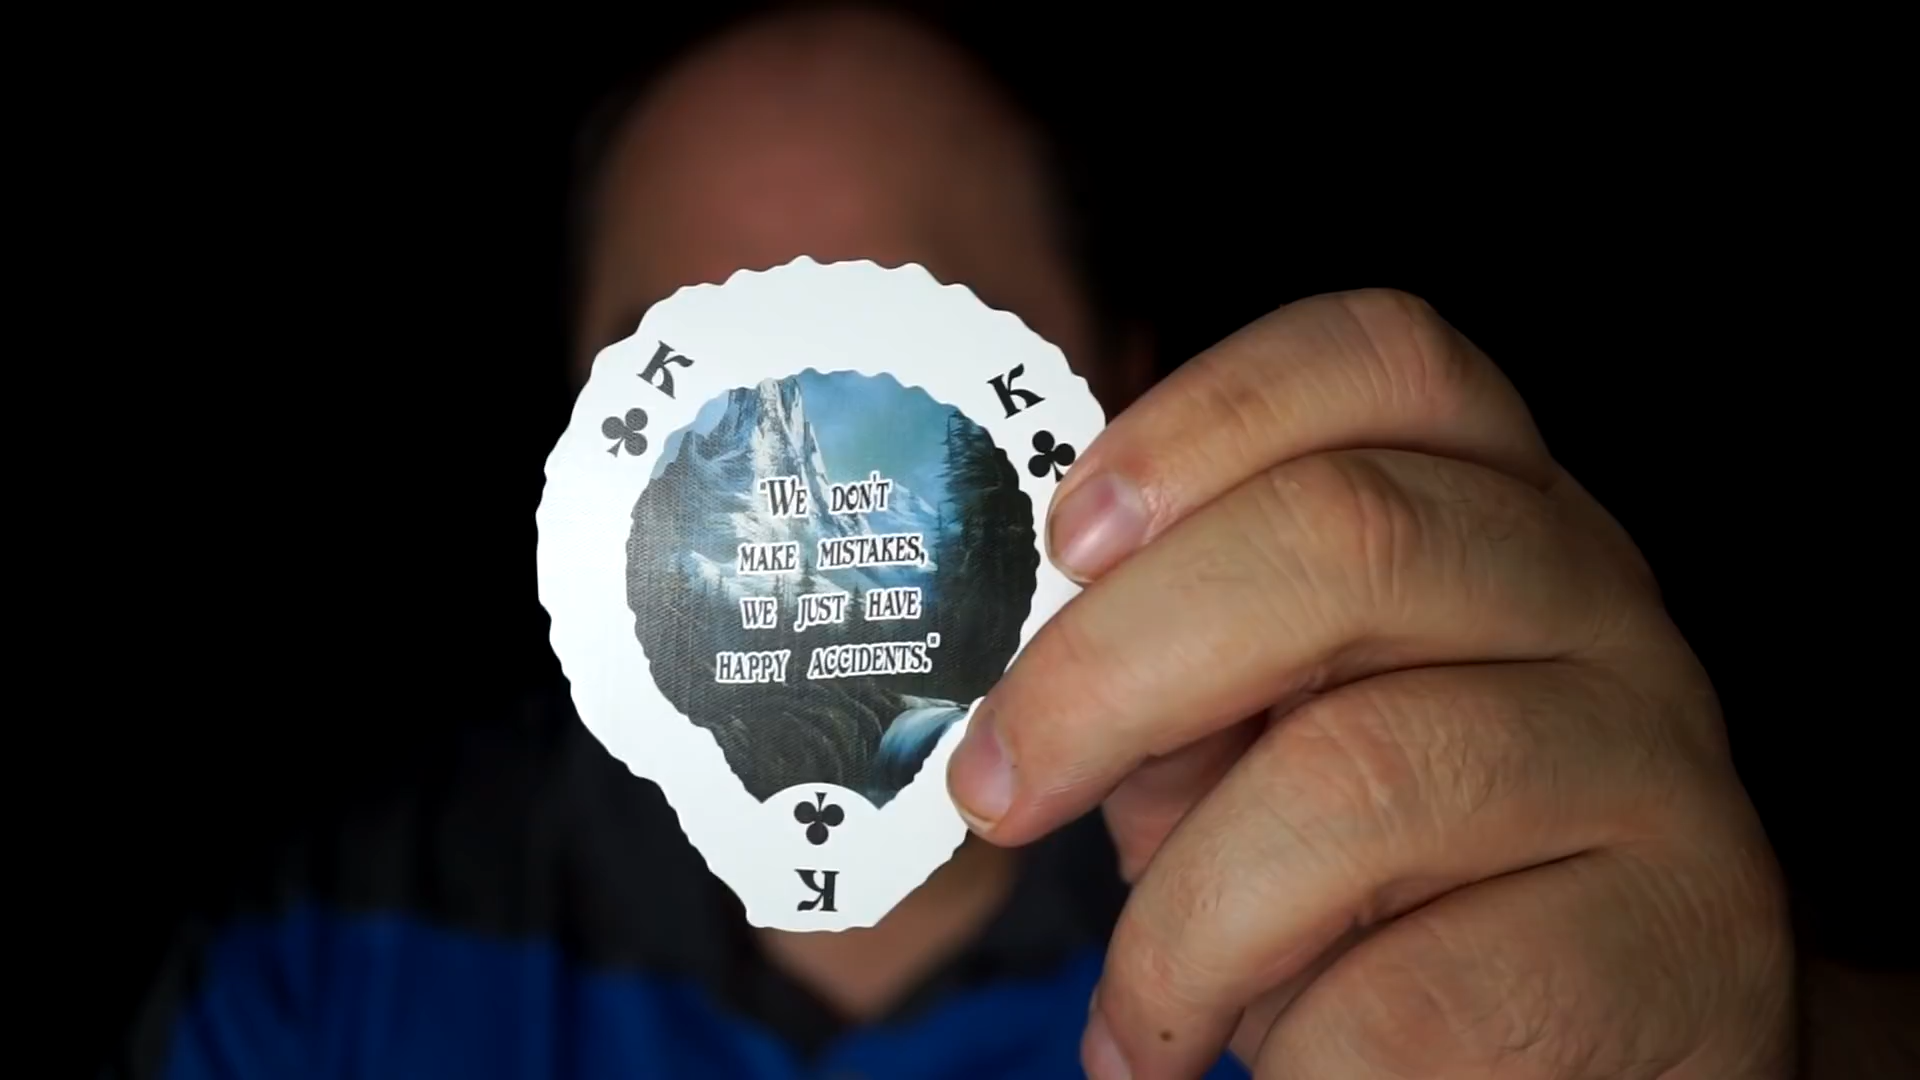 K K
"WE DON'T
MAKE MISTAKES,
WE JUST HAVE
HAPPY ACCIDENTS."
K